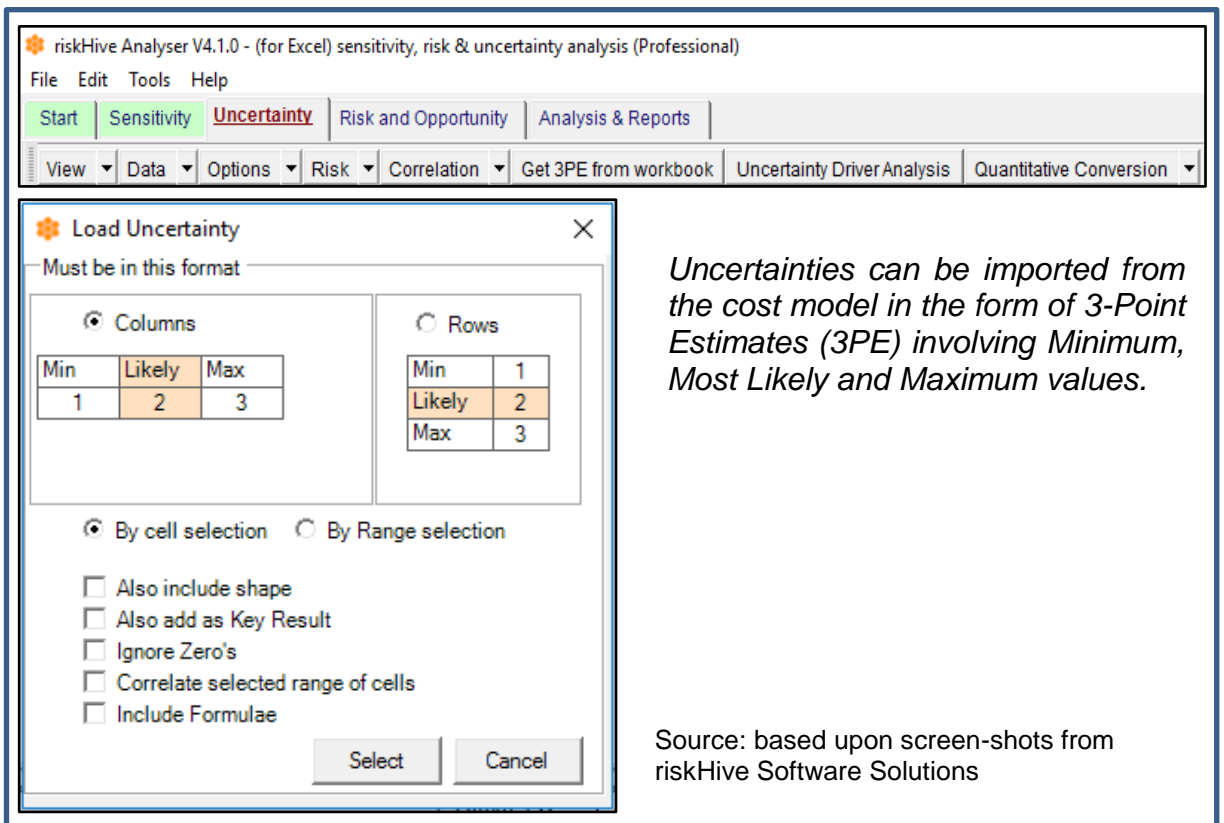 riskHive Analyser V4.1.0 - (for Excel) sensitivity, risk & uncertainty analysis (Professional)
File Edit Tools Help
Start Sensitivity Uncertainty Risk and Opportunity Analysis & Reports
View Data Options Risk Correlation Get 3PE from workbook Uncertainty Driver Analysis Quantitative Conversion
Load Uncertainty
Must be in this format
Columns
Min Likely Max
1 2 3
Rows
Min 1
Likely 2
Max 3
By cell selection By Range selection
Also include shape
Also add as Key Result
Ignore Zero's
Correlate selected range of cells
Include Formulae
Select Cancel
Uncertainties can be imported from
the cost model in the form of 3-Point
Estimates (3PE) involving Minimum,
Most Likely and Maximum values.
Source: based upon screen-shots from
riskHive Software Solutions